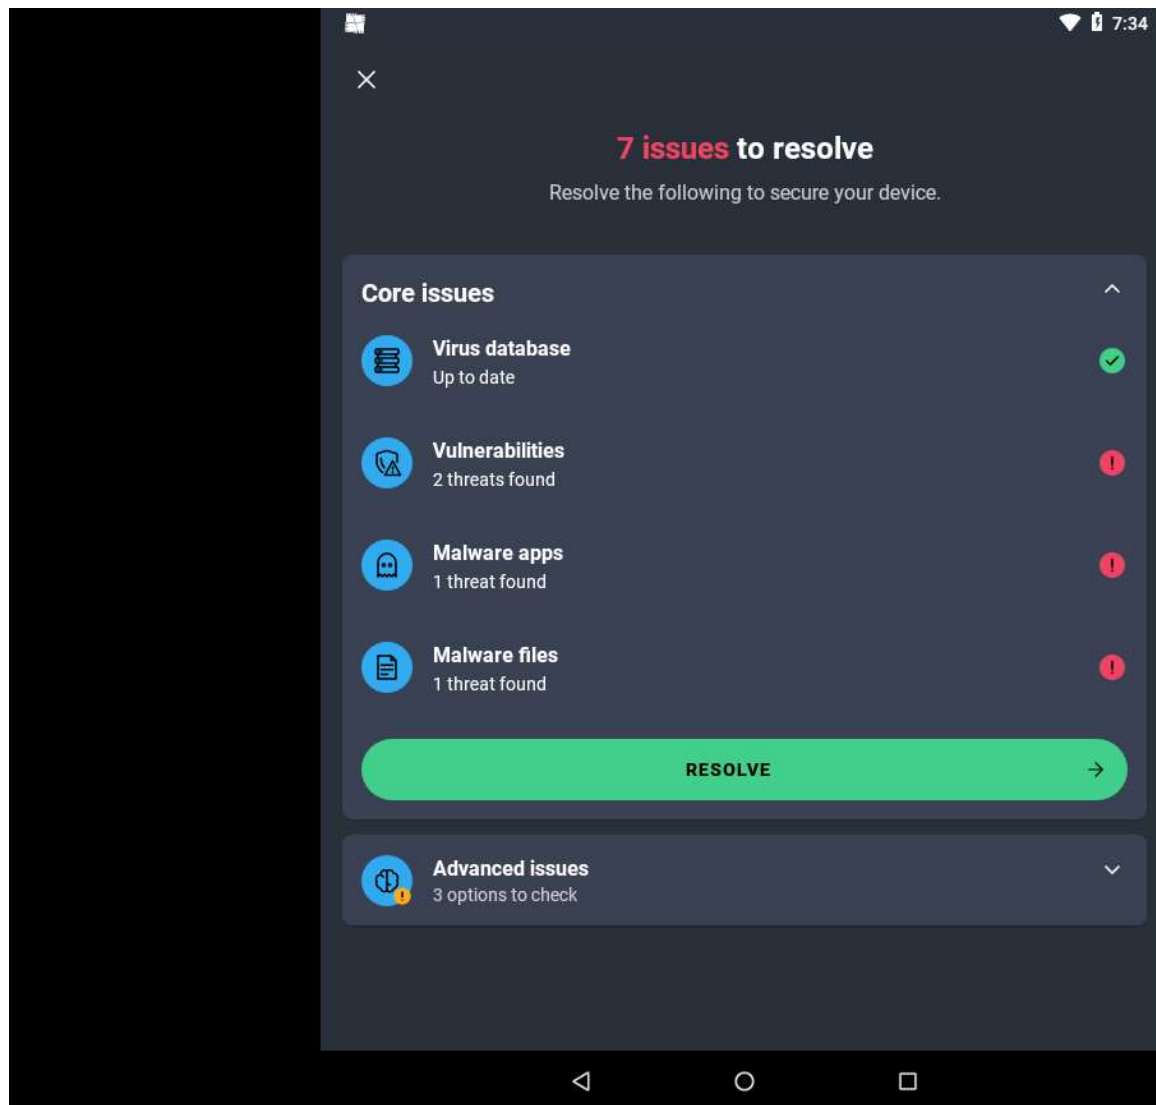 7:34
7 issues to resolve
Resolve the following to secure your device.
Core issues
Virus database
Up to date
Vulnerabilities
2 threats found
Malware apps
1 threat found
Malware files
1 threat found
RESOLVE
Advanced issues
3 options to check